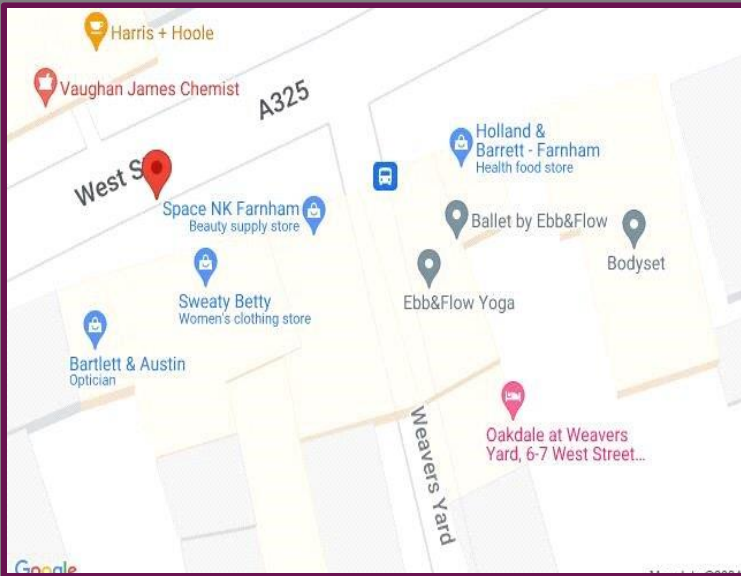 Harris + Hoole
Vaughan James Chemist
A325
West S
Holland &
Barrett - Farnham
Health food store
Space NK Farnham
Beauty supply store
Ballet by Ebb&Flow
Bodyset
Sweaty Betty
Women's clothing store
Ebb&Flow Yoga
Bartlett & Austin
Optician
Weavers Yard
Oakdale at Weavers
Yard, 6-7 West Street...
Google